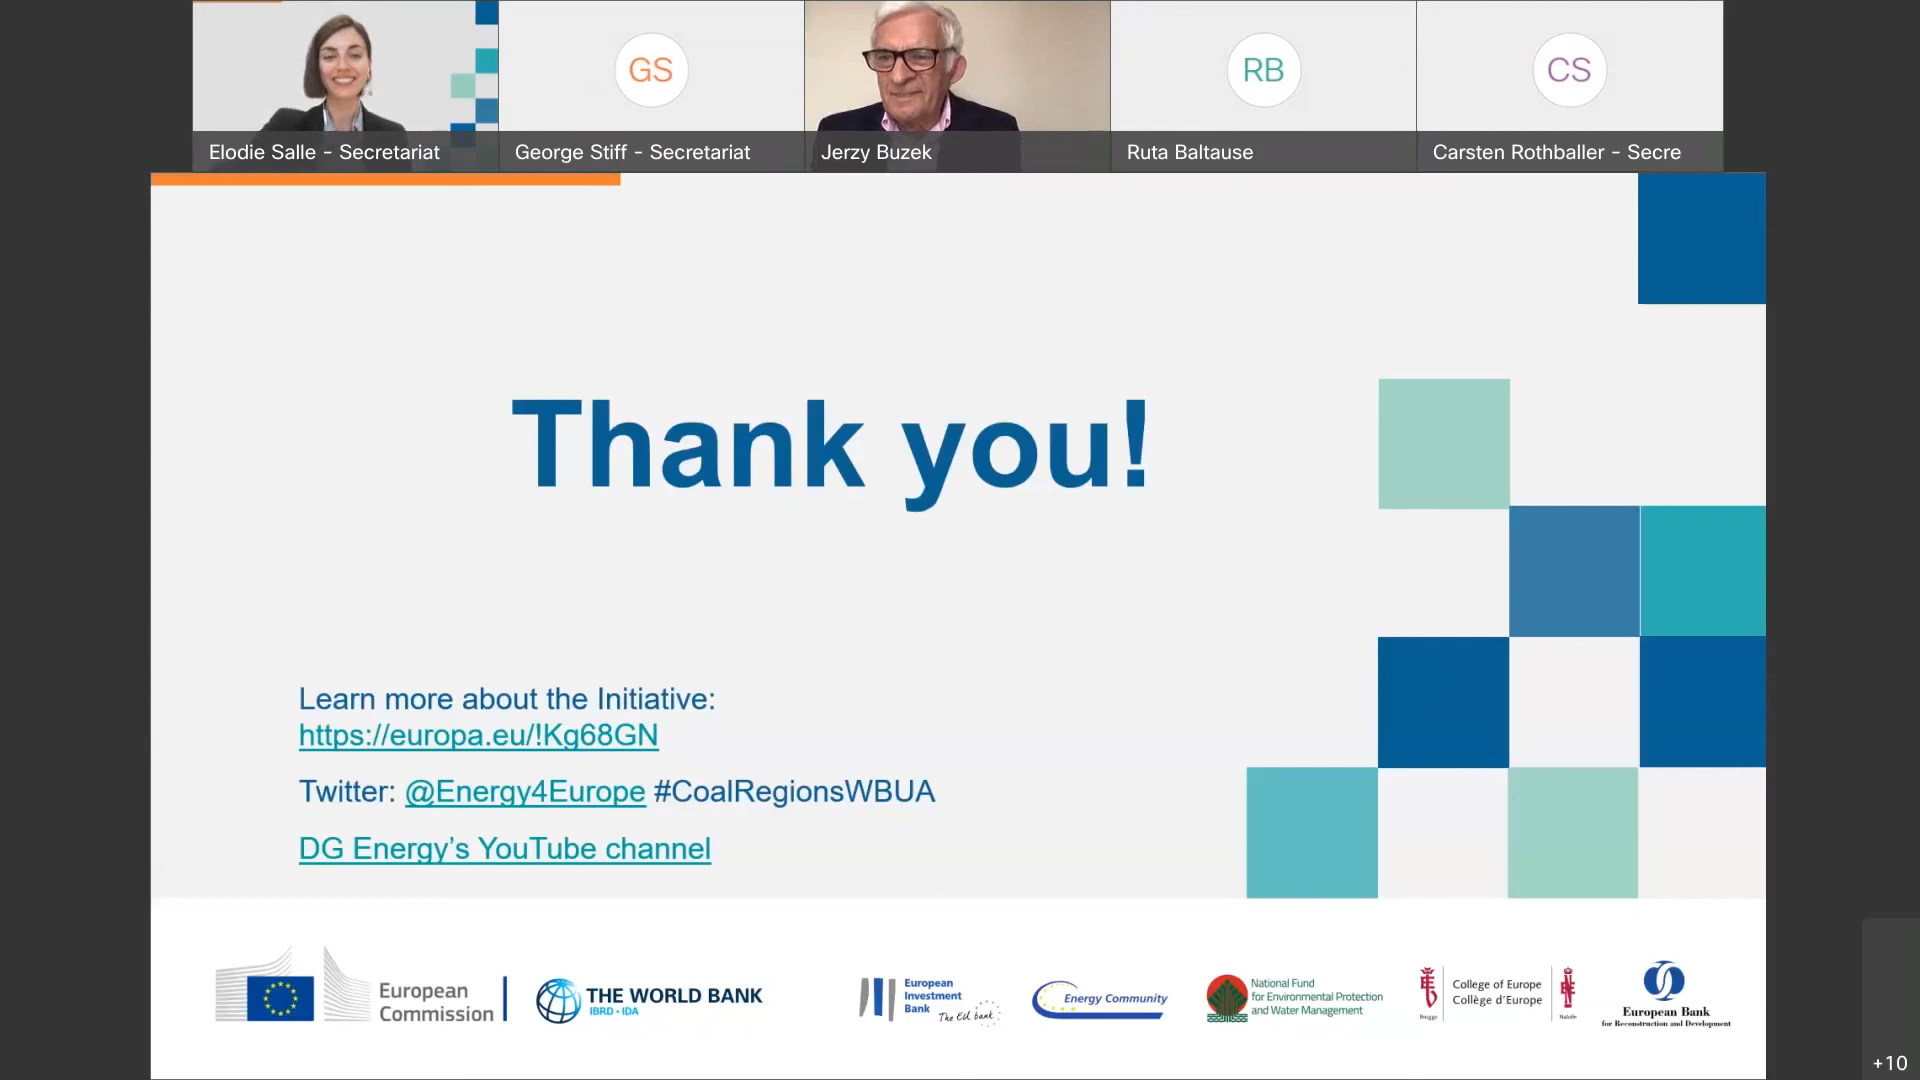 GS
RB
CS
Elodie Salle - Secretariat
George Stiff - Secretariat
Jerzy Buzek
Ruta Baltause
Carsten Rothballer - Secre
Thank you!
Learn more about the Initiative:
https://europa.eu/!Kg68GN
Twitter: @Energy4Europe #CoalRegionsWBUA
DG Energy's YouTube channel
European
Commission
THE WORLD BANK
IBRD • IDA
European
Investment
Bank
The EU bank
Energy Community
National Fund
for Environmental Protection
and Water Management
College of Europe
Collège d'Europe
Brugge
Natolin
European Bank
for Reconstruction and Development
+10